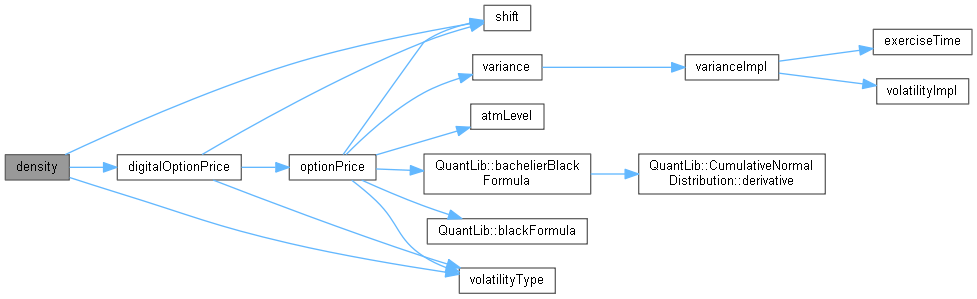 shift
exerciseTime
variance
varianceImpl
volatilityImpl
atmLevel
density
digitalOptionPrice
optionPrice
QuantLib::bachelierBlack
Formula
QuantLib::CumulativeNormal
Distribution::derivative
QuantLib::blackFormula
volatilityType